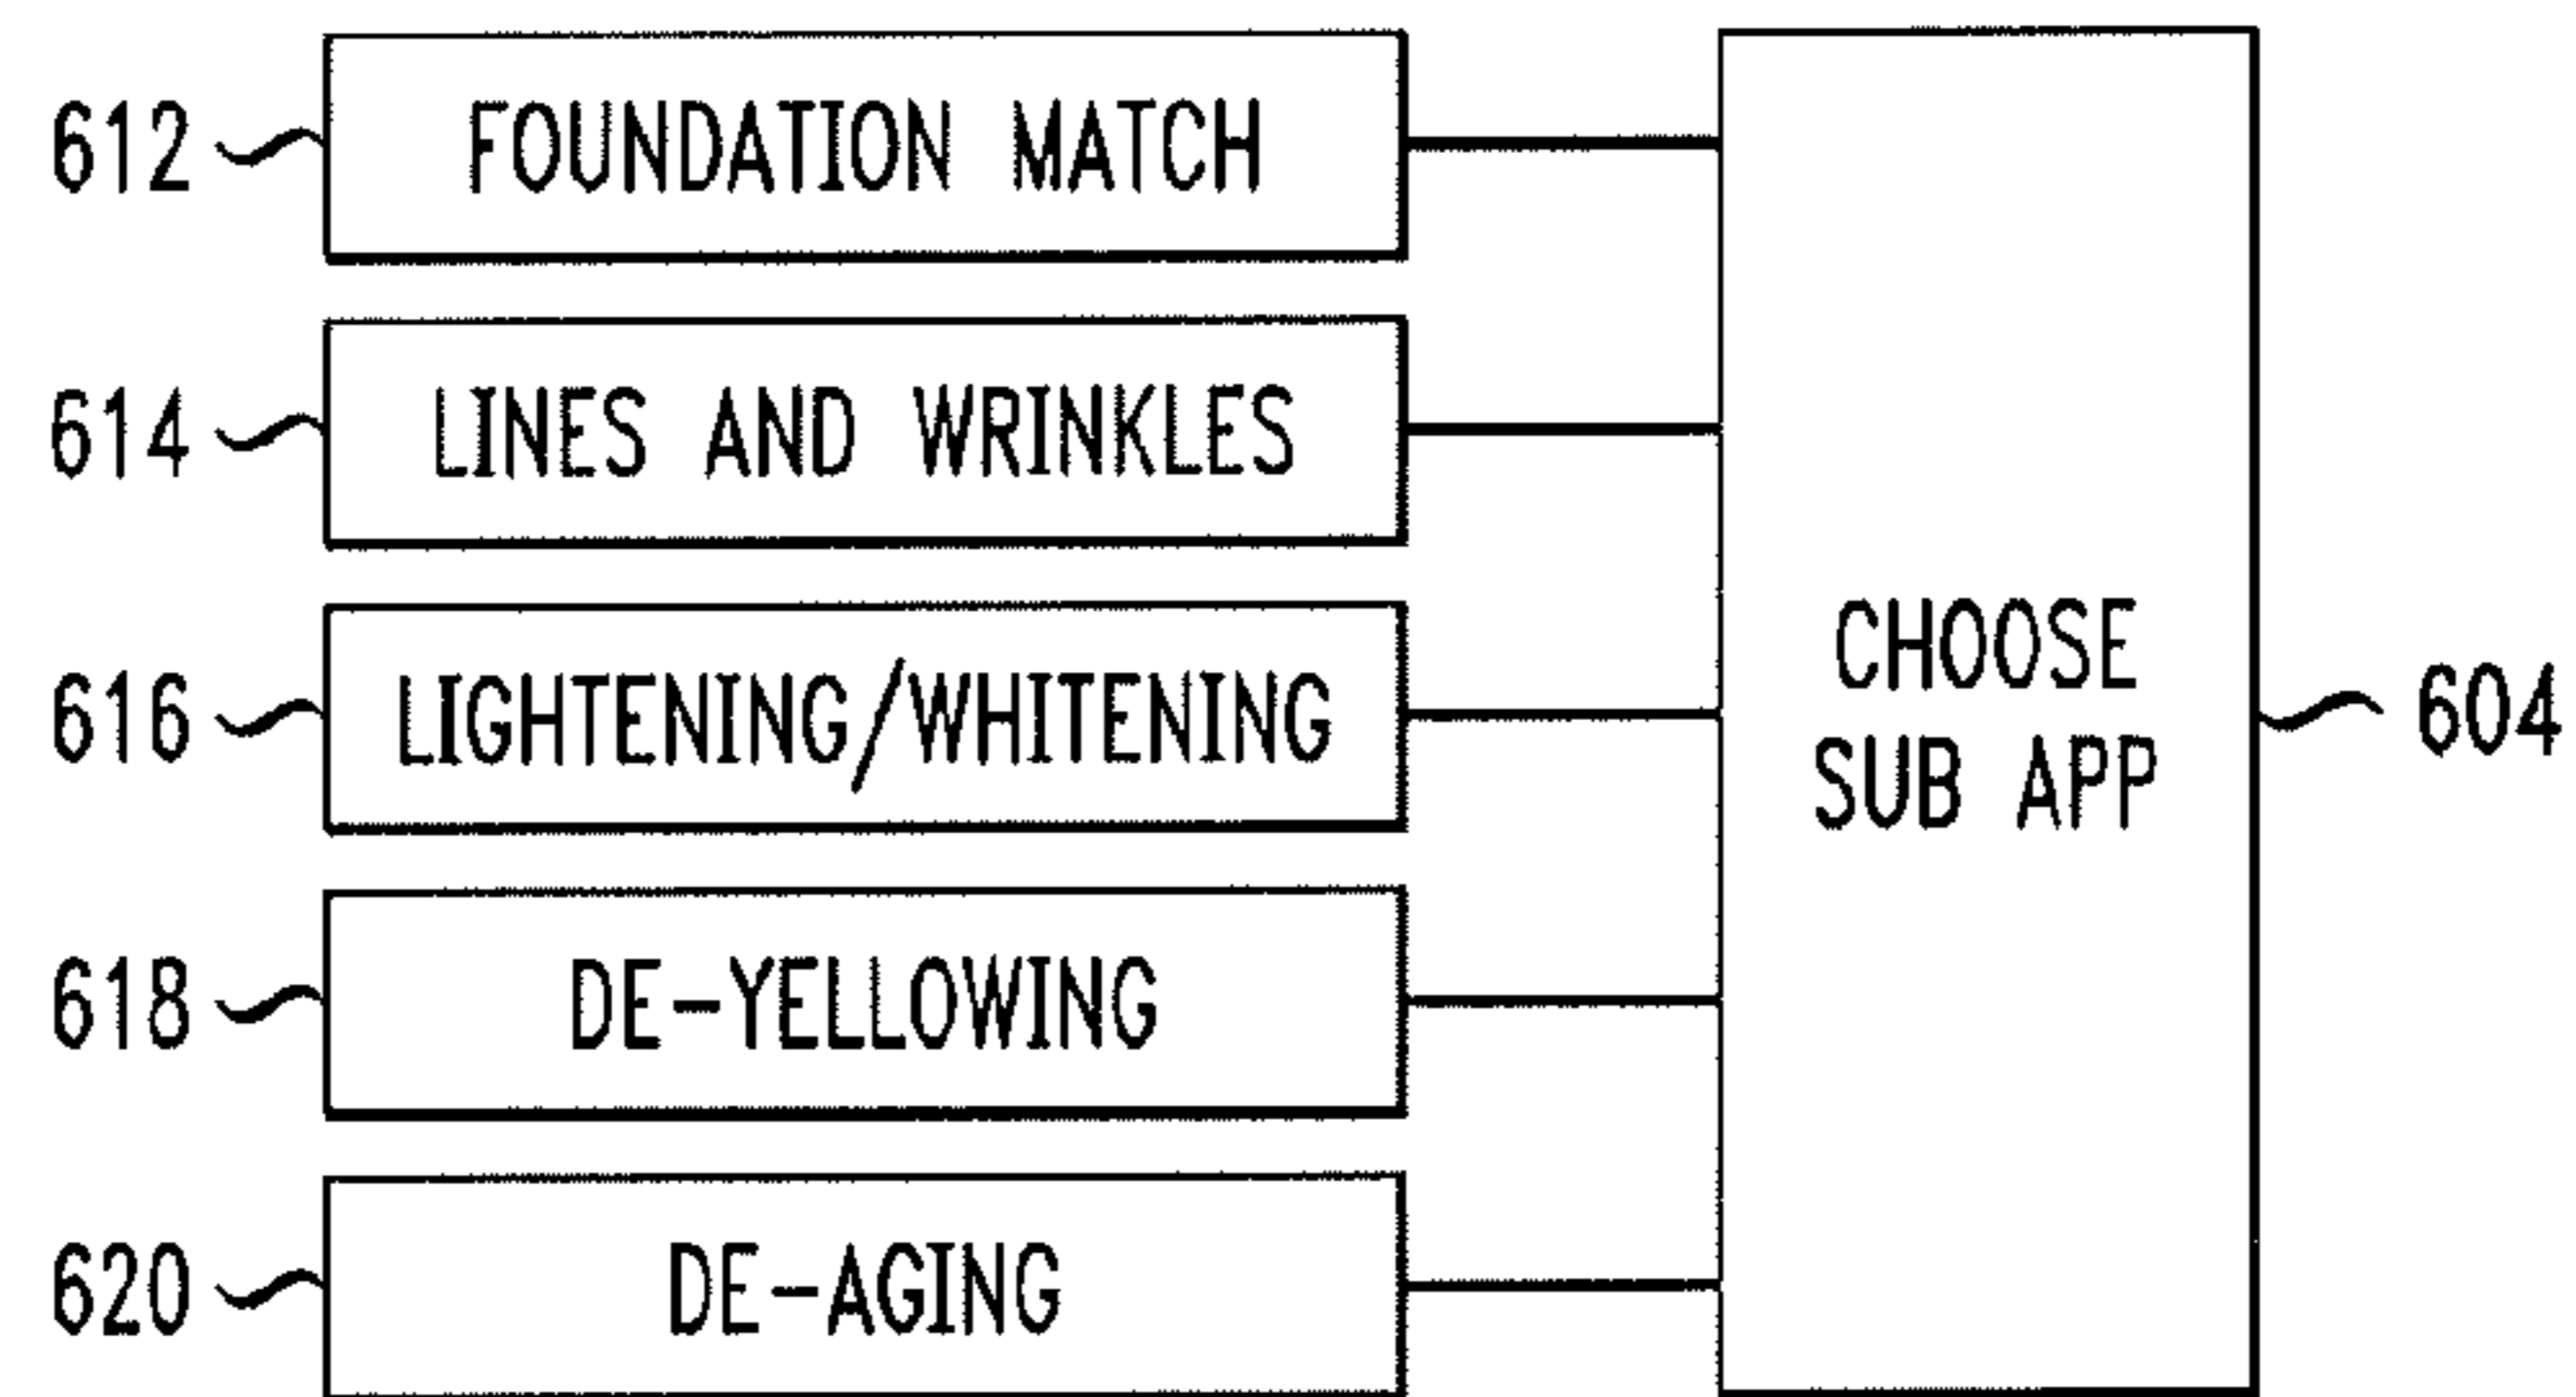 612 FOUNDATION MATCH
614 LINES AND WRINKLES
616 LIGHTENING/WHITENING
618 DE-YELLOWING
620 DE-AGING
CHOOSE
SUB APP
604